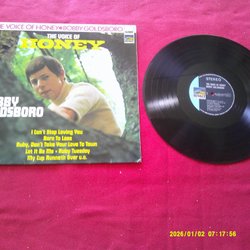 THE VOICE OF HONEY★BOBBY GOLDSBORO
THE VOICE OF
HONEY
BBY
DSBORO
I Can't Stop Loving You
Born To Lose
Ruby, Don't Take Your Love To Town
Let It Be Me • Ruby Tuesday
My Cup Runneth Over u.a.
STEREO
2026/01/02 07:17:56